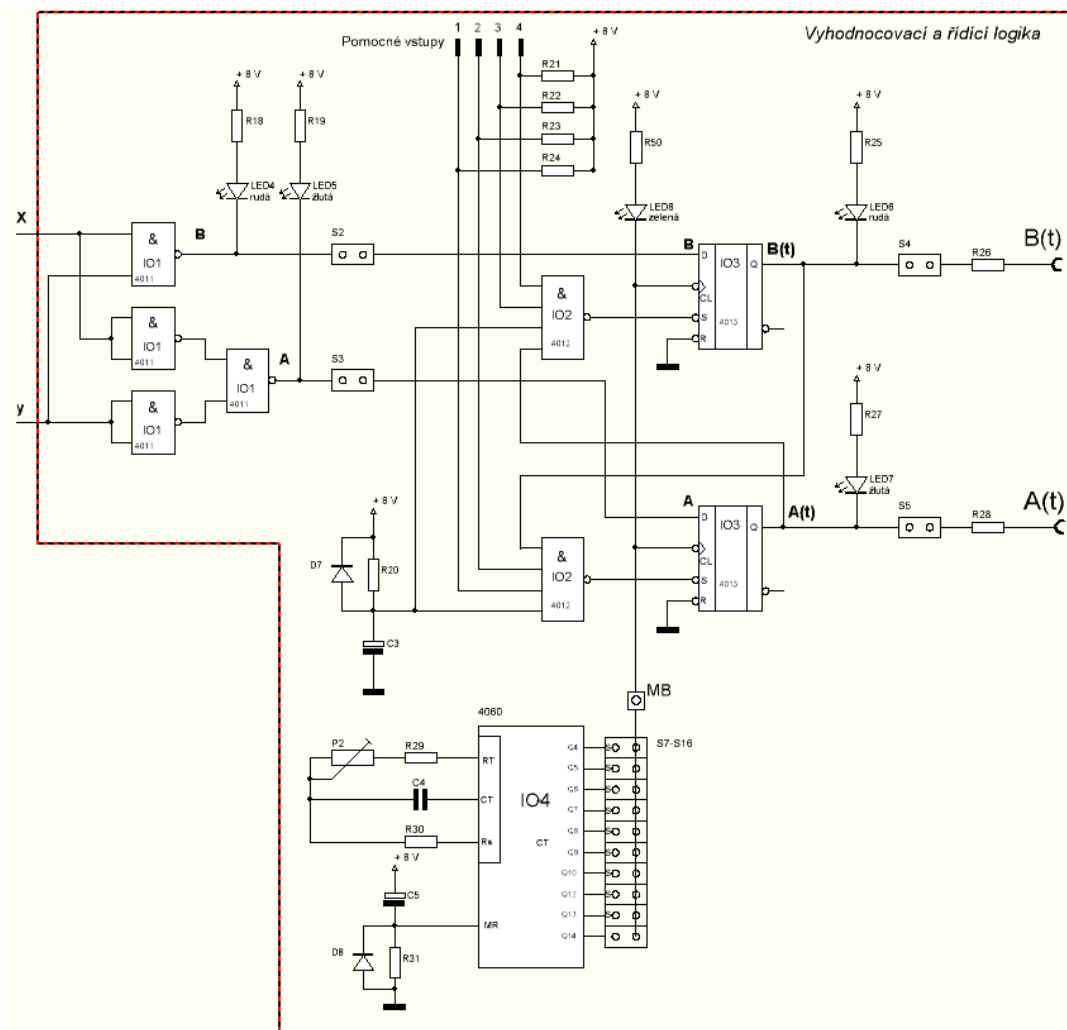 Vyhodnocovací a řídící logika
Pomocné vstupy
1 2 3 4
+ 8 V
R21
R22
R23
R24
+ 8 V
R18
LED4
rudá
+ 8 V
R19
LED5
žlutá
+ 8 V
R50
LED8
zelená
+ 8 V
R25
LED6
rudá
X
&
IO1
4011
B
S2
B
D
IO3
Q
CL
S
R
4013
B(t)
S4
R26
B(t)
&
IO2
4012
&
IO1
4011
&
IO1
4011
A
S3
y
&
IO1
4011
+ 8 V
R27
LED7
žlutá
A
D
IO3
Q
CL
S
R
4013
A(t)
S5
R28
A(t)
+ 8 V
D7
R20
C3
&
IO2
4012
MB
4060
P2
R29
C4
R30
RT
CT
Rs
IO4
CT
MR
Q4
Q5
Q6
Q7
Q8
Q9
Q10
Q12
Q13
Q14
S7-S16
+ 8 V
C5
D8
R31